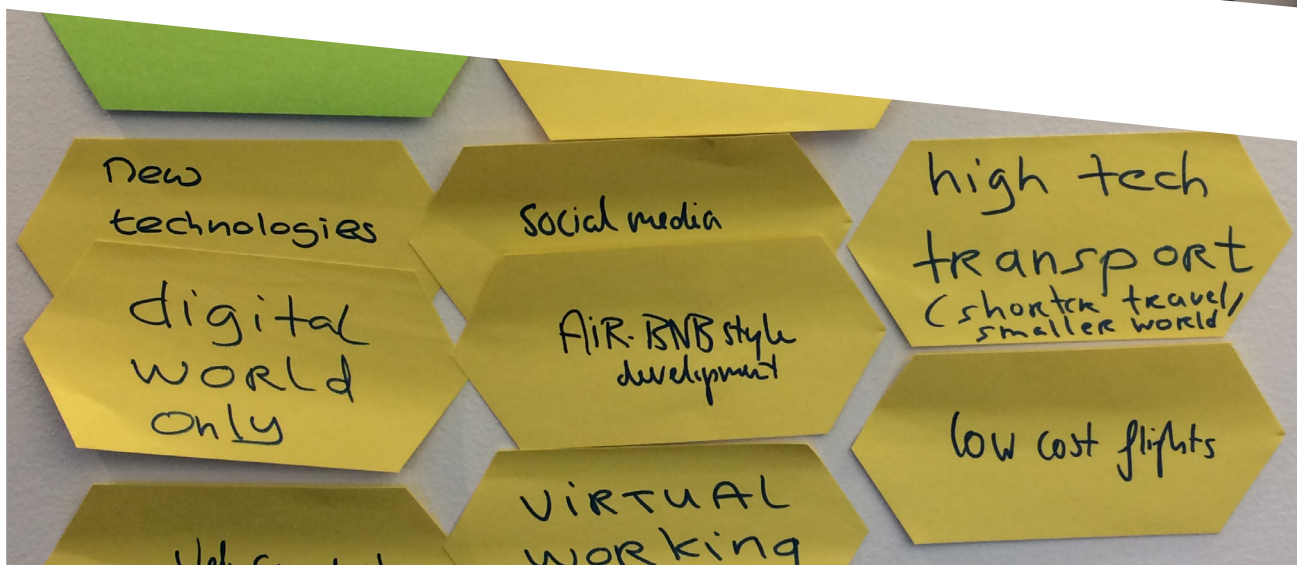 new
technologies
social media
high tech
transport
(shorter travel/
smaller world
digital
world
only
AiR·BNB style
development
low cost flights
ViRTUAL
working